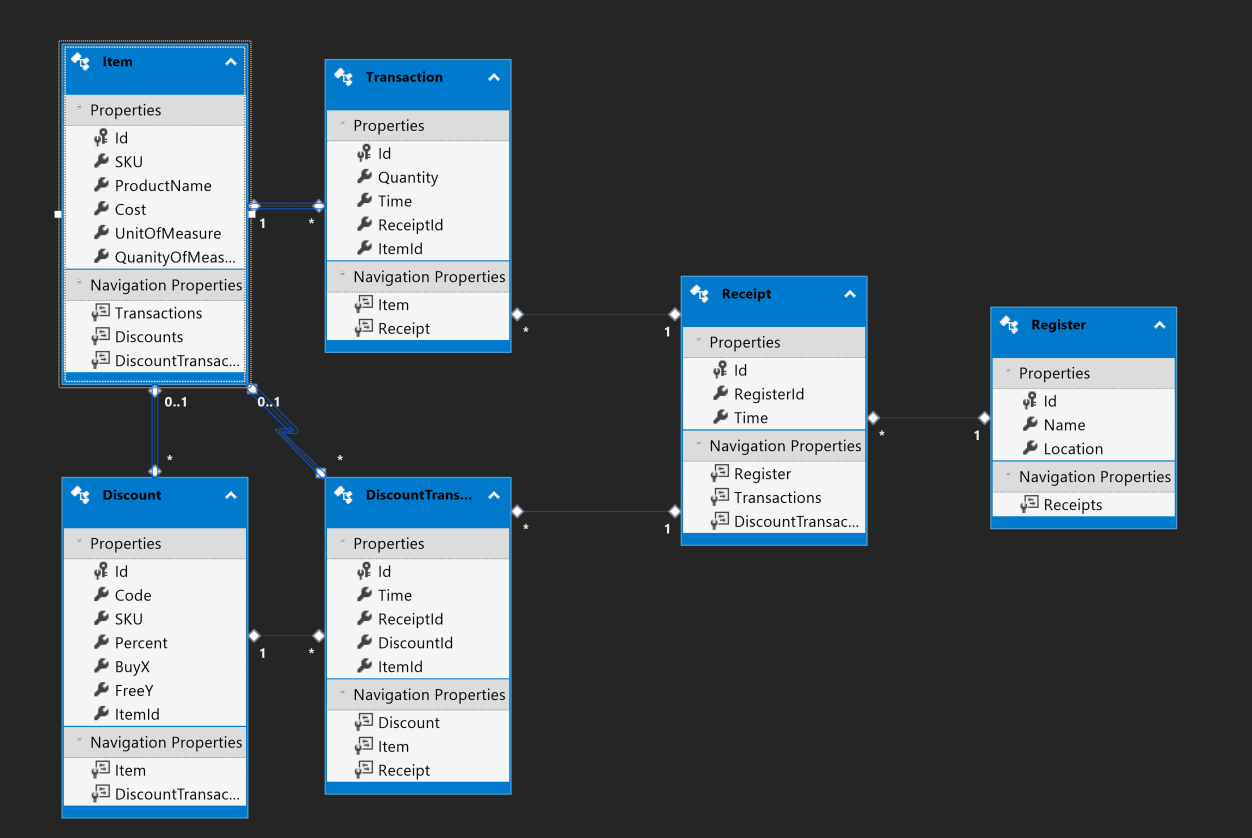 Item
Properties
Id
SKU
ProductName
Cost
UnitOfMeasure
QuanityOfMeas...
Navigation Properties
Transactions
Discounts
DiscountTransac...
Transaction
Properties
Id
Quantity
Time
ReceiptId
ItemId
Navigation Properties
Item
Receipt
1
*
*
1
Receipt
Properties
Id
RegisterId
Time
Navigation Properties
Register
Transactions
DiscountTransac...
*
1
Register
Properties
Id
Name
Location
Navigation Properties
Receipts
0..1
0..1
*
*
Discount
Properties
Id
Code
SKU
Percent
BuyX
FreeY
ItemId
Navigation Properties
Item
DiscountTransac...
1
*
DiscountTrans...
Properties
Id
Time
ReceiptId
DiscountId
ItemId
Navigation Properties
Discount
Item
Receipt
*
1